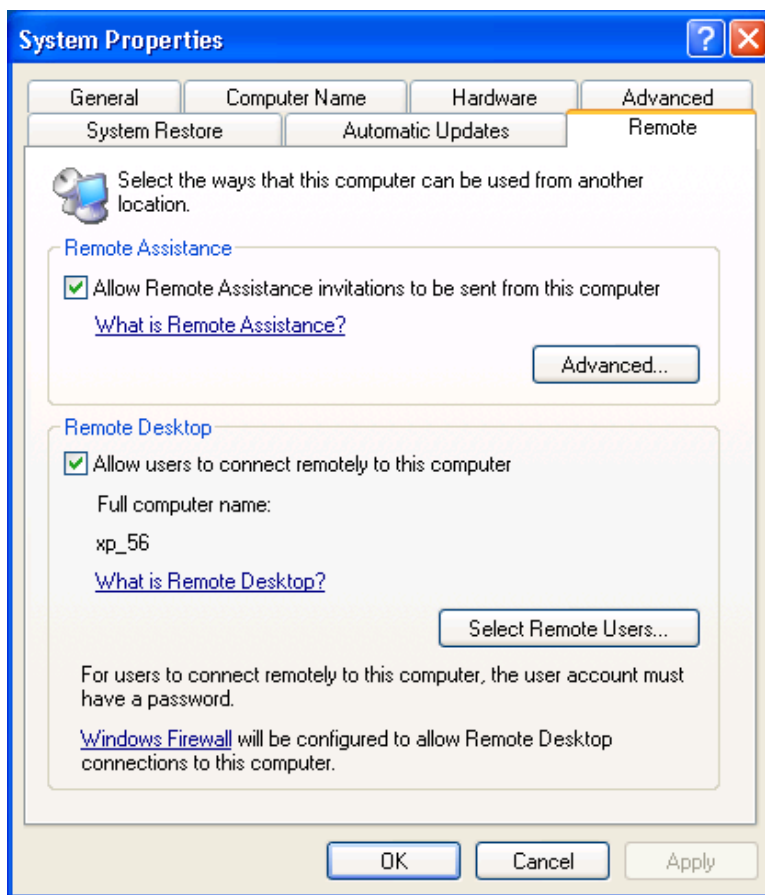 System Properties
General Computer Name Hardware Advanced
System Restore Automatic Updates Remote
Select the ways that this computer can be used from another
location.
Remote Assistance
Allow Remote Assistance invitations to be sent from this computer
What is Remote Assistance?
Advanced...
Remote Desktop
Allow users to connect remotely to this computer
Full computer name:
xp_56
What is Remote Desktop?
Select Remote Users...
For users to connect remotely to this computer, the user account must
have a password.
Windows Firewall will be configured to allow Remote Desktop
connections to this computer.
OK Cancel Apply